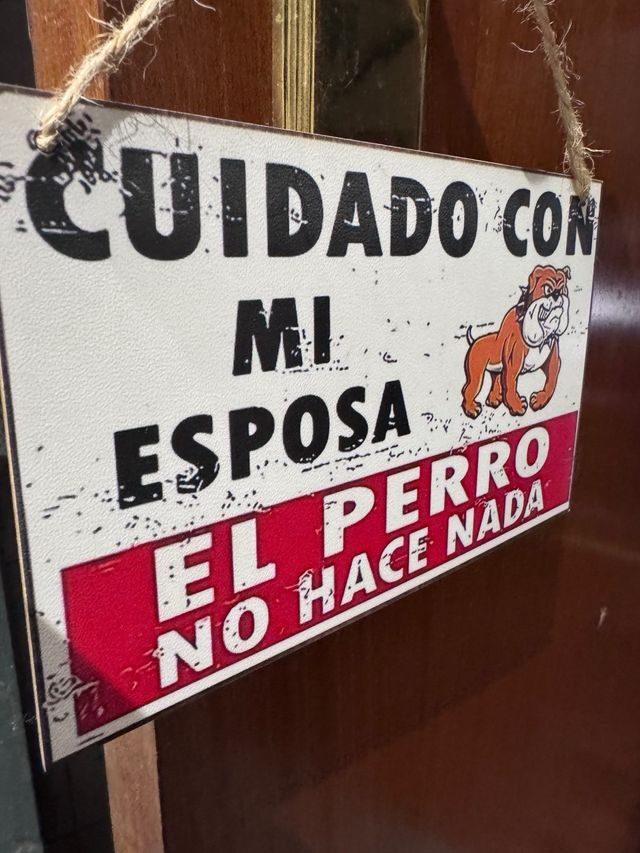 CUIDADO CON
MI
ESPOSA
EL PERRO
NO HACE NADA